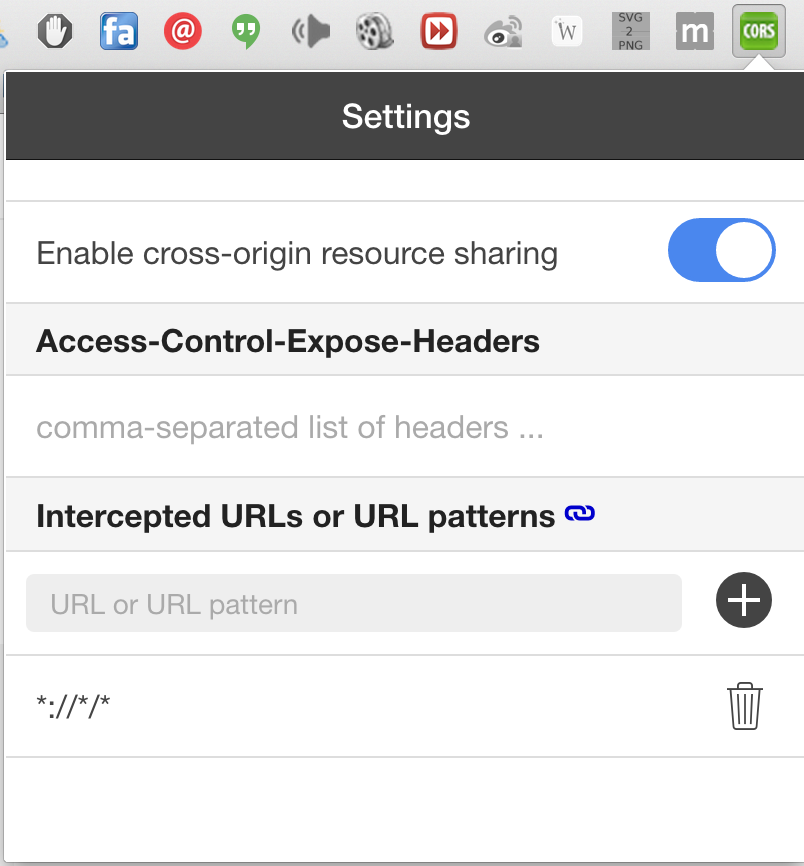 fa
@
W
SVG
2
PNG
m
CORS
Settings
Enable cross-origin resource sharing
Access-Control-Expose-Headers
comma-separated list of headers ...
Intercepted URLs or URL patterns
URL or URL pattern
*://*/*